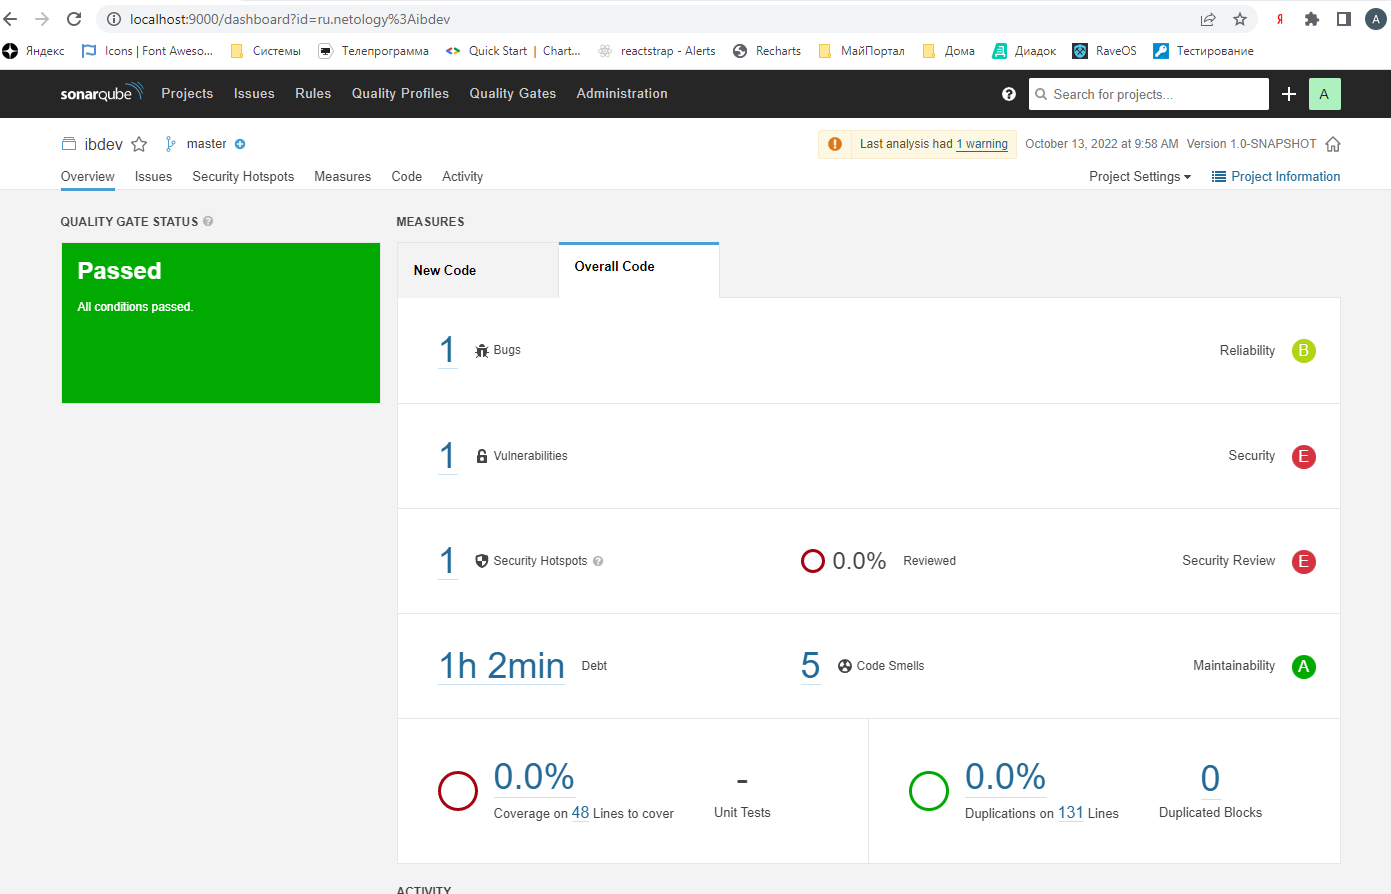 localhost:9000/dashboard?id=ru.netology%3Aibdev
Я
A
Яндекс
Icons | Font Aweso...
Системы
Телепрограмма
Quick Start | Chart...
reactstrap - Alerts
Recharts
МайПортал
Дома
Диадок
RaveOS
Тестирование
sonarqube
Projects
Issues
Rules
Quality Profiles
Quality Gates
Administration
?
Search for projects...
+
A
ibdev
master
Last analysis had 1 warning
October 13, 2022 at 9:58 AM
Version 1.0-SNAPSHOT
Overview
Issues
Security Hotspots
Measures
Code
Activity
Project Settings
Project Information
QUALITY GATE STATUS ?
Passed
All conditions passed.
MEASURES
New Code
Overall Code
1 Bugs
Reliability B
1 Vulnerabilities
Security E
1 Security Hotspots ?
0.0% Reviewed
Security Review E
1h 2min Debt
5 Code Smells
Maintainability A
0.0%
Coverage on 48 Lines to cover
-
Unit Tests
0.0%
Duplications on 131 Lines
0
Duplicated Blocks
ACTIVITY